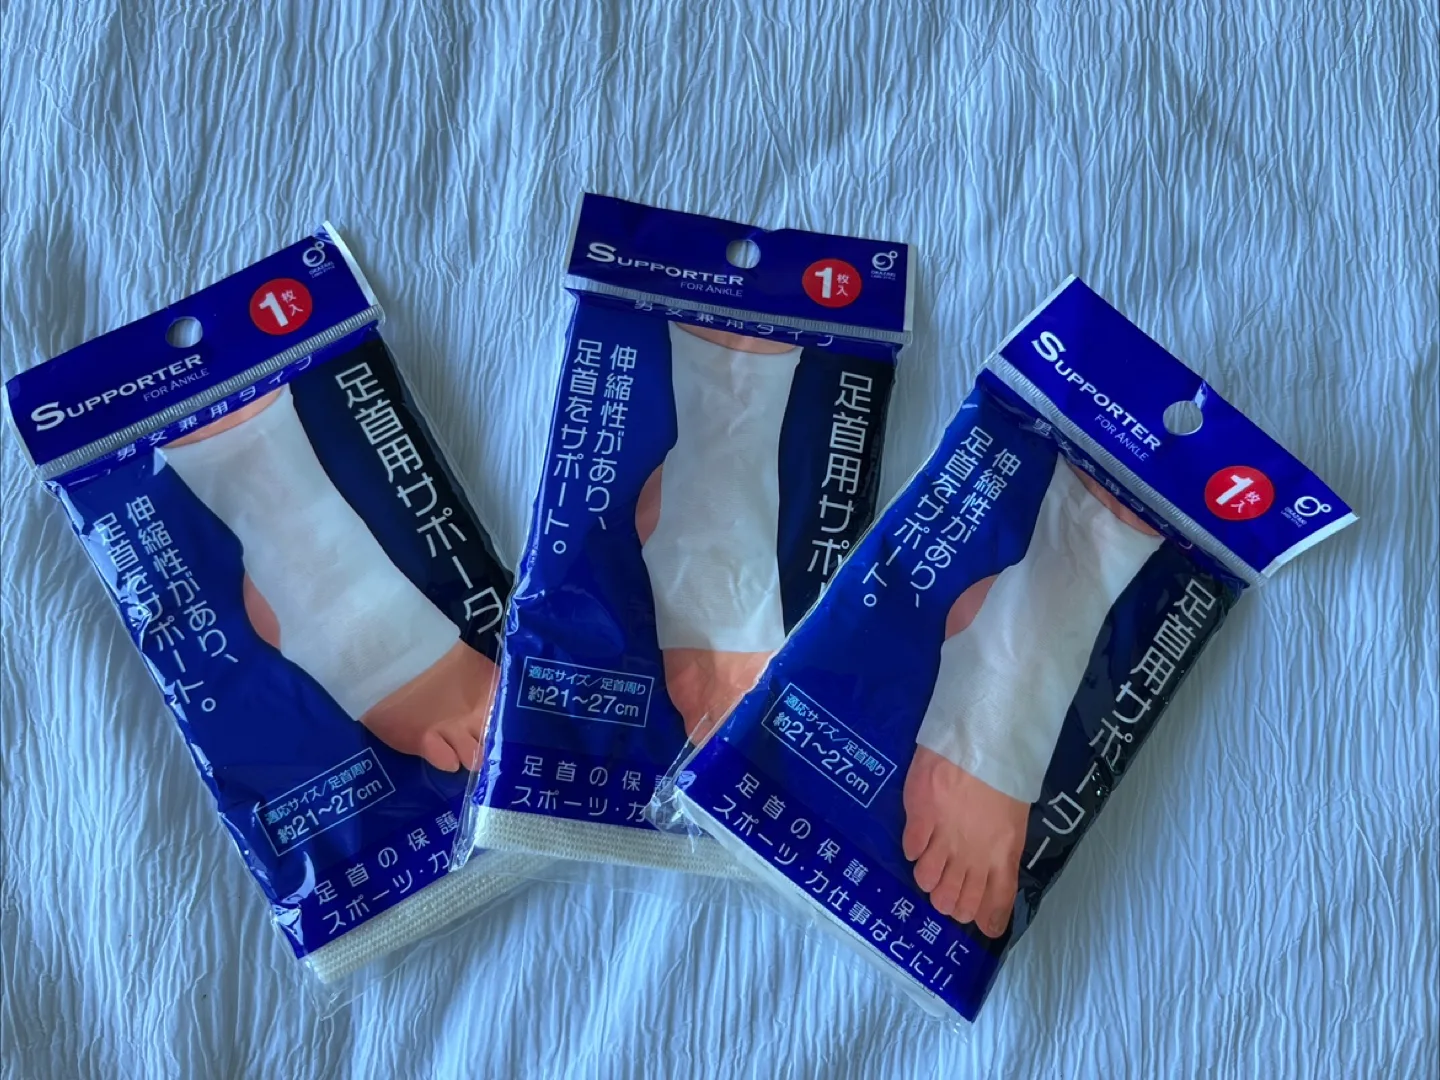 SUPPORTER
FOR ANKLE
1枚入
男女兼用タイプ
足首用サポータ
伸縮性があり、
足首をサポート。
適応サイズ/足首周り
約21〜27cm
足首の保護
スポーツ・力
SUPPORTER
FOR ANKLE
1枚入
OKAZAKI
男女兼用タイプ
足首用サポ
伸縮性があり、
足首をサポート。
適応サイズ/足首周り
約21〜27cm
足首の保
スポーツ・力
SUPPORTER
FOR ANKLE
1枚入
男女兼用タイプ
足首用サポーター
伸縮性があり、
足首をサポート。
適応サイズ/足首周り
約21〜27cm
足首の保護・保温に
スポーツ・力仕事などに!!